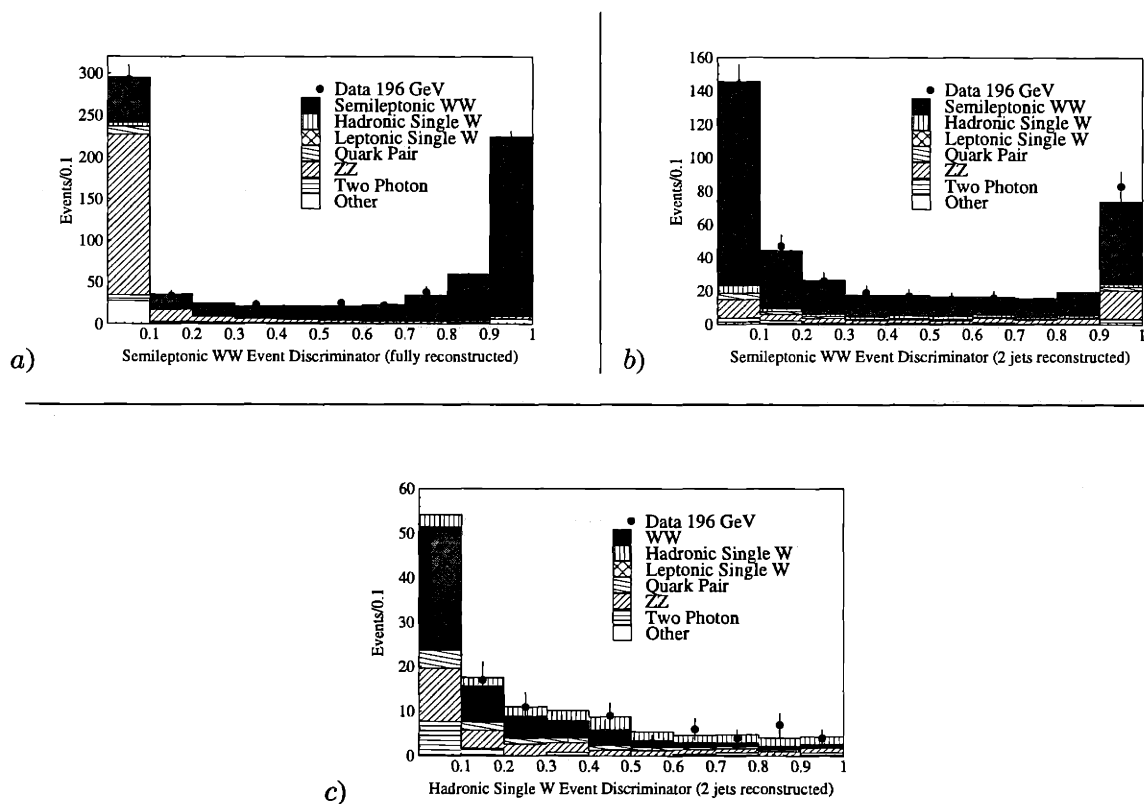 300
250
200
150
100
50
0
Events/0.1
Data 196 GeV
Semileptonic WW
Hadronic Single W
Leptonic Single W
Quark Pair
ZZ
Two Photon
Other
0.1 0.2 0.3 0.4 0.5 0.6 0.7 0.8 0.9 1
Semileptonic WW Event Discriminator (fully reconstructed)
a)
160
140
120
100
80
60
40
20
0
Events/0.1
Data 196 GeV
Semileptonic WW
Hadronic Single W
Leptonic Single W
Quark Pair
ZZ
Two Photon
Other
0.1 0.2 0.3 0.4 0.5 0.6 0.7 0.8 0.9 1
Semileptonic WW Event Discriminator (2 jets reconstructed)
b)
60
50
40
30
20
10
0
Events/0.1
Data 196 GeV
WW
Hadronic Single W
Leptonic Single W
Quark Pair
ZZ
Two Photon
Other
0.1 0.2 0.3 0.4 0.5 0.6 0.7 0.8 0.9 1
Hadronic Single W Event Discriminator (2 jets reconstructed)
c)